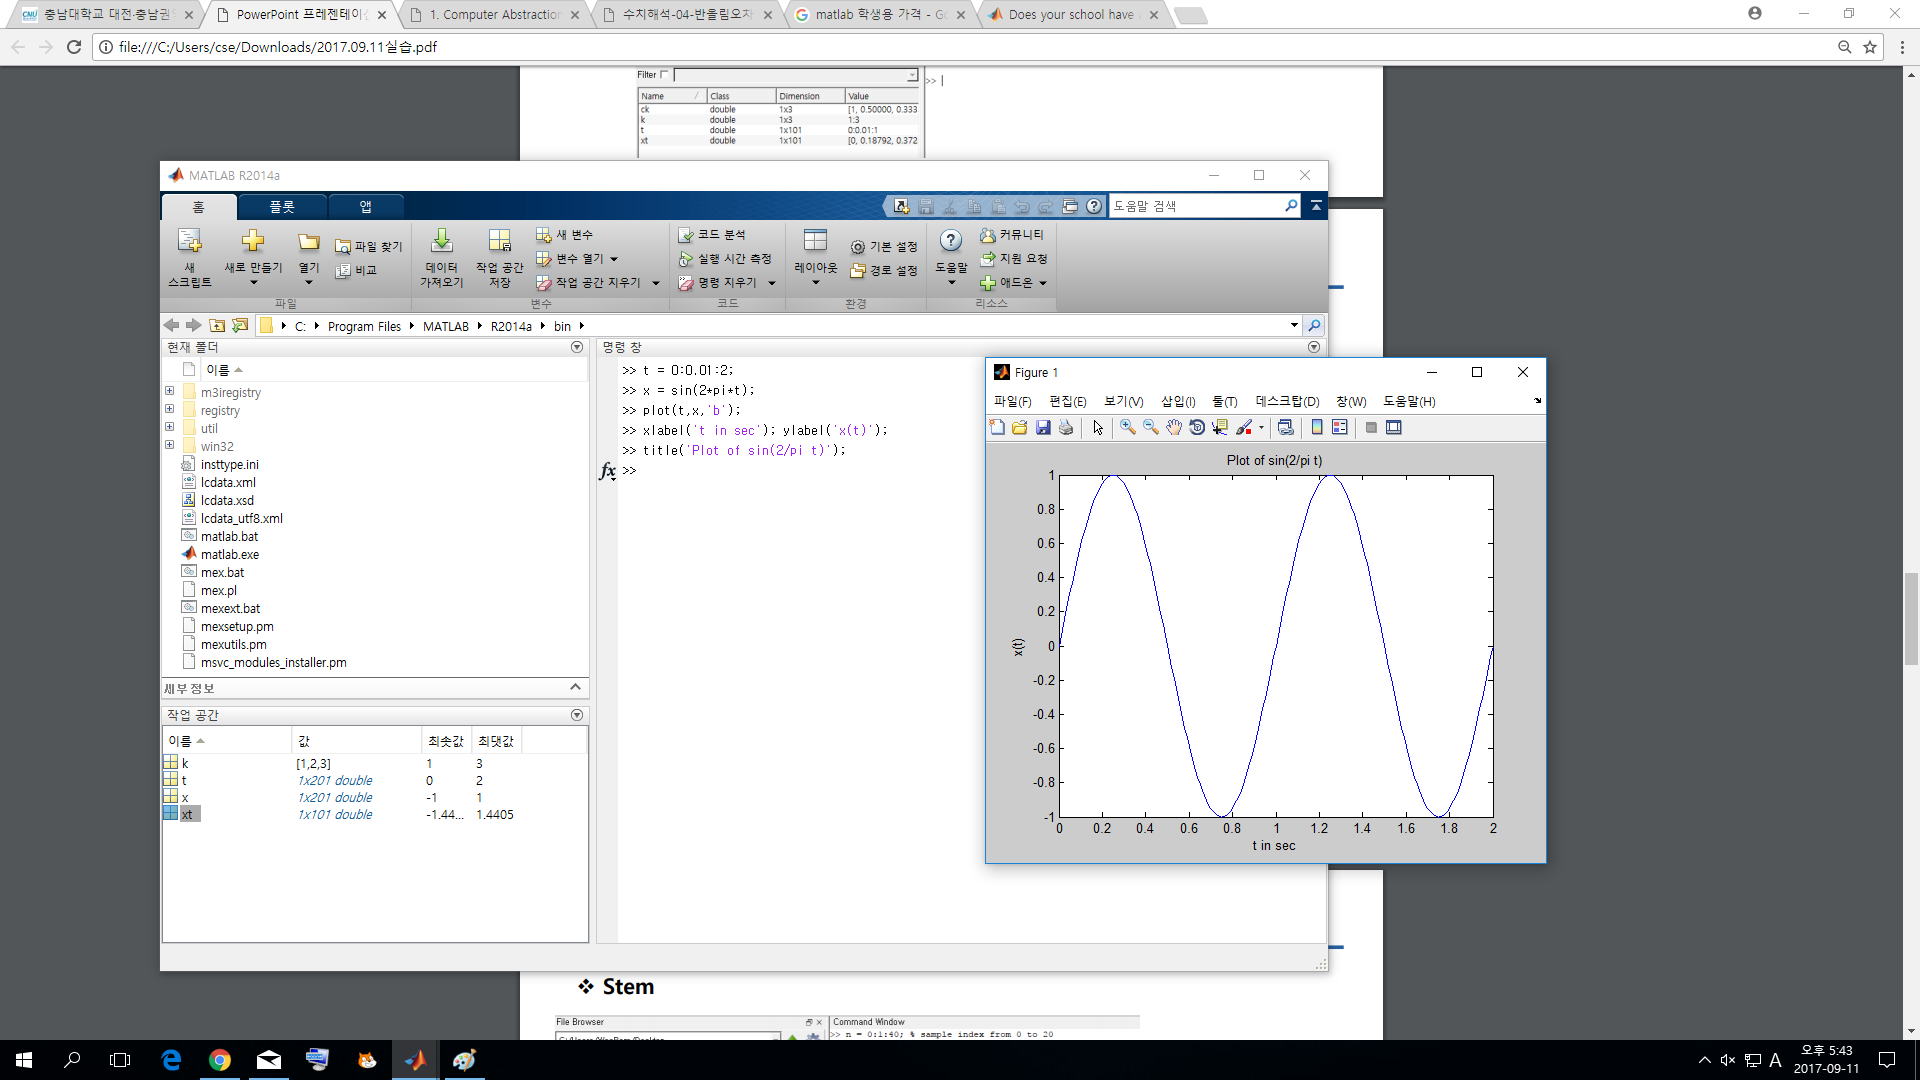 충남대학교 대전·충남권
PowerPoint 프레젠테이션
1. Computer Abstraction
수치해석-04-반올림오차
matlab 학생용 가격 - Go
Does your school have
file:///C:/Users/cse/Downloads/2017.09.11실습.pdf
Filter
>>
Name Class Dimension Value
ck double 1x3 [1, 0.50000, 0.333
k double 1x3 1:3
t double 1x101 0:0.01:1
xt double 1x101 [0, 0.18792, 0.372
MATLAB R2014a
홈 플롯 앱
도움말 검색
새 스크립트
새로 만들기
열기
파일 찾기
비교
데이터 가져오기
작업 공간 저장
새 변수
변수 열기
작업 공간 지우기
코드 분석
실행 시간 측정
명령 지우기
레이아웃
기본 설정
경로 설정
도움말
커뮤니티
지원 요청
애드온
파일 변수 코드 환경 리소스
C: Program Files MATLAB R2014a bin
현재 폴더
이름
m3iregistry
registry
util
win32
insttype.ini
lcdata.xml
lcdata.xsd
lcdata_utf8.xml
matlab.bat
matlab.exe
mex.bat
mex.pl
mexext.bat
mexsetup.pm
mexutils.pm
msvc_modules_installer.pm
세부 정보
작업 공간
이름 값 최솟값 최댓값
k [1,2,3] 1 3
t 1x201 double 0 2
x 1x201 double -1 1
xt 1x101 double -1.44... 1.4405
명령 창
>> t = 0:0.01:2;
>> x = sin(2*pi*t);
>> plot(t,x,'b');
>> xlabel('t in sec'); ylabel('x(t)');
>> title('Plot of sin(2/pi t)');
fx >>
Figure 1
파일(F) 편집(E) 보기(V) 삽입(I) 툴(T) 데스크탑(D) 창(W) 도움말(H)
Plot of sin(2/pi t)
1
0.8
0.6
0.4
0.2
0
-0.2
-0.4
-0.6
-0.8
-1
x(t)
0 0.2 0.4 0.6 0.8 1 1.2 1.4 1.6 1.8 2
t in sec
❖ Stem
File Browser
Command Window
>> n = 0:1:40; % sample index from 0 to 20
A
오후 5:43
2017-09-11